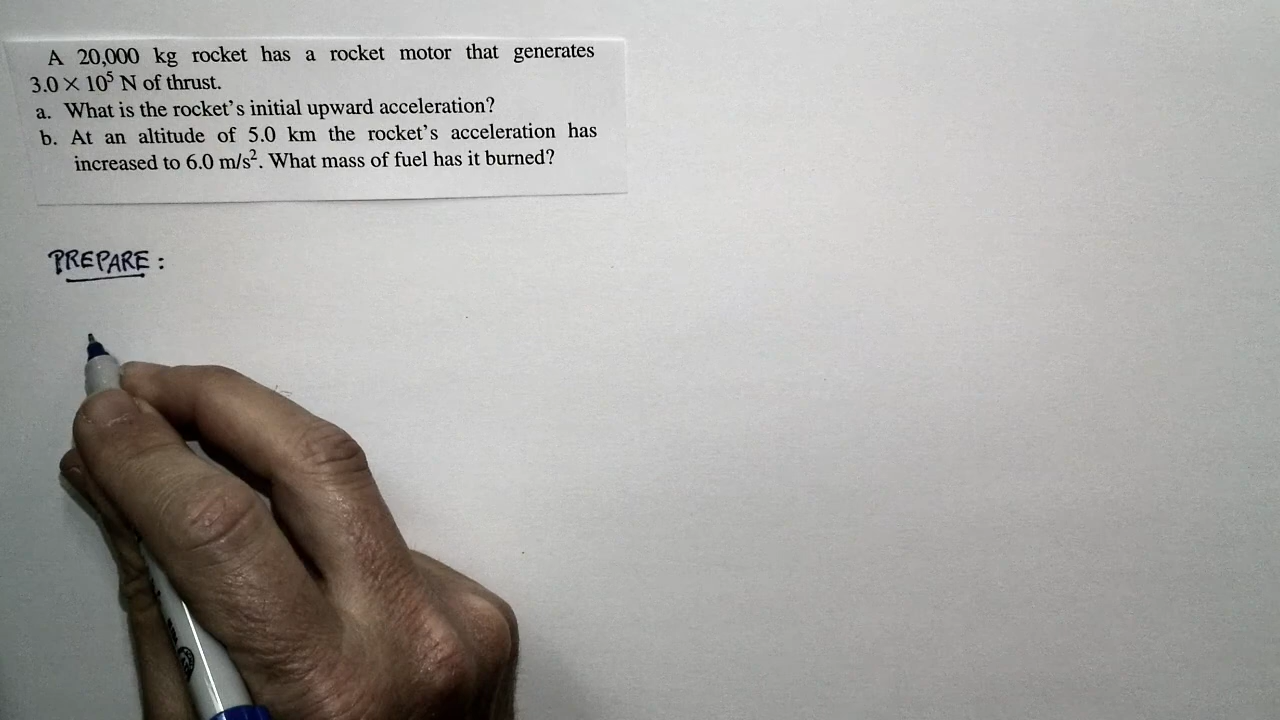 A 20,000 kg rocket has a rocket motor that generates
3.0 × 10⁵ N of thrust.
a. What is the rocket's initial upward acceleration?
b. At an altitude of 5.0 km the rocket's acceleration has
increased to 6.0 m/s². What mass of fuel has it burned?
PREPARE: